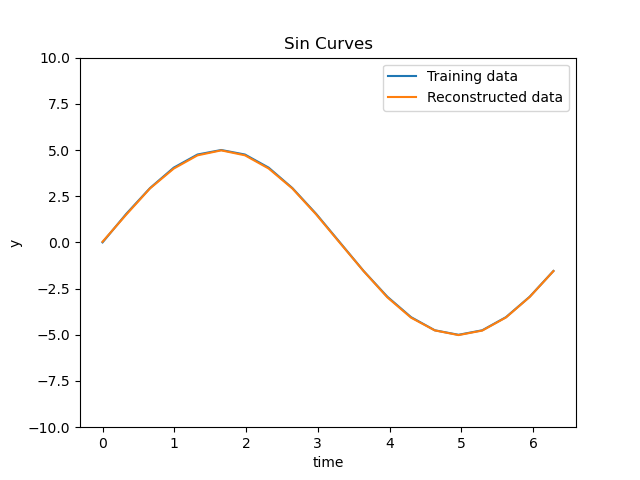 Sin Curves
Training data
Reconstructed data
10.0
7.5
5.0
2.5
0.0
−2.5
−5.0
−7.5
−10.0
y
0 1 2 3 4 5 6
time